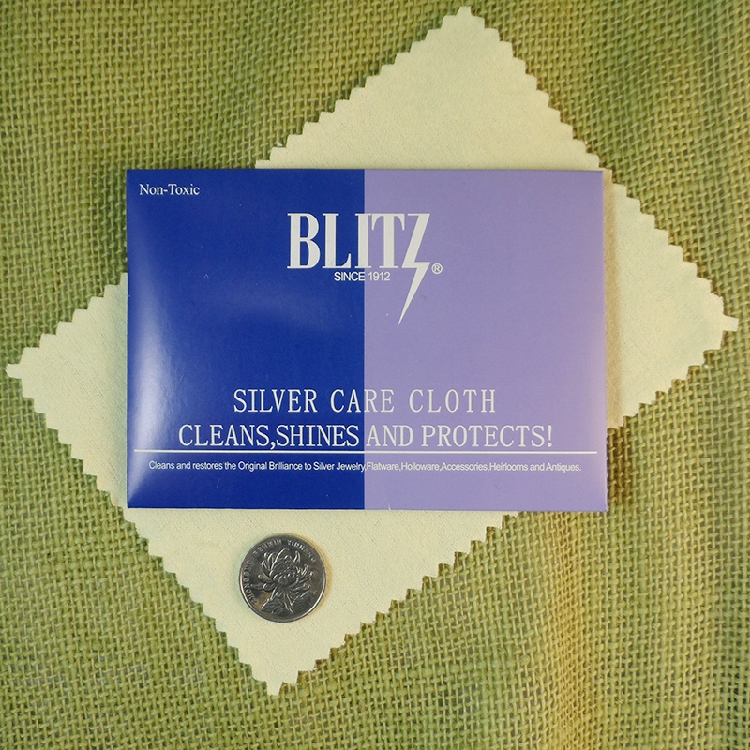 Non-Toxic
BLITZ®
SINCE 1912
SILVER CARE CLOTH
CLEANS,SHINES AND PROTECTS!
Cleans and restores the Orginal Brilliance to Silver Jewelry,Flatware,Holloware,Accessories,Heirlooms and Antiques.